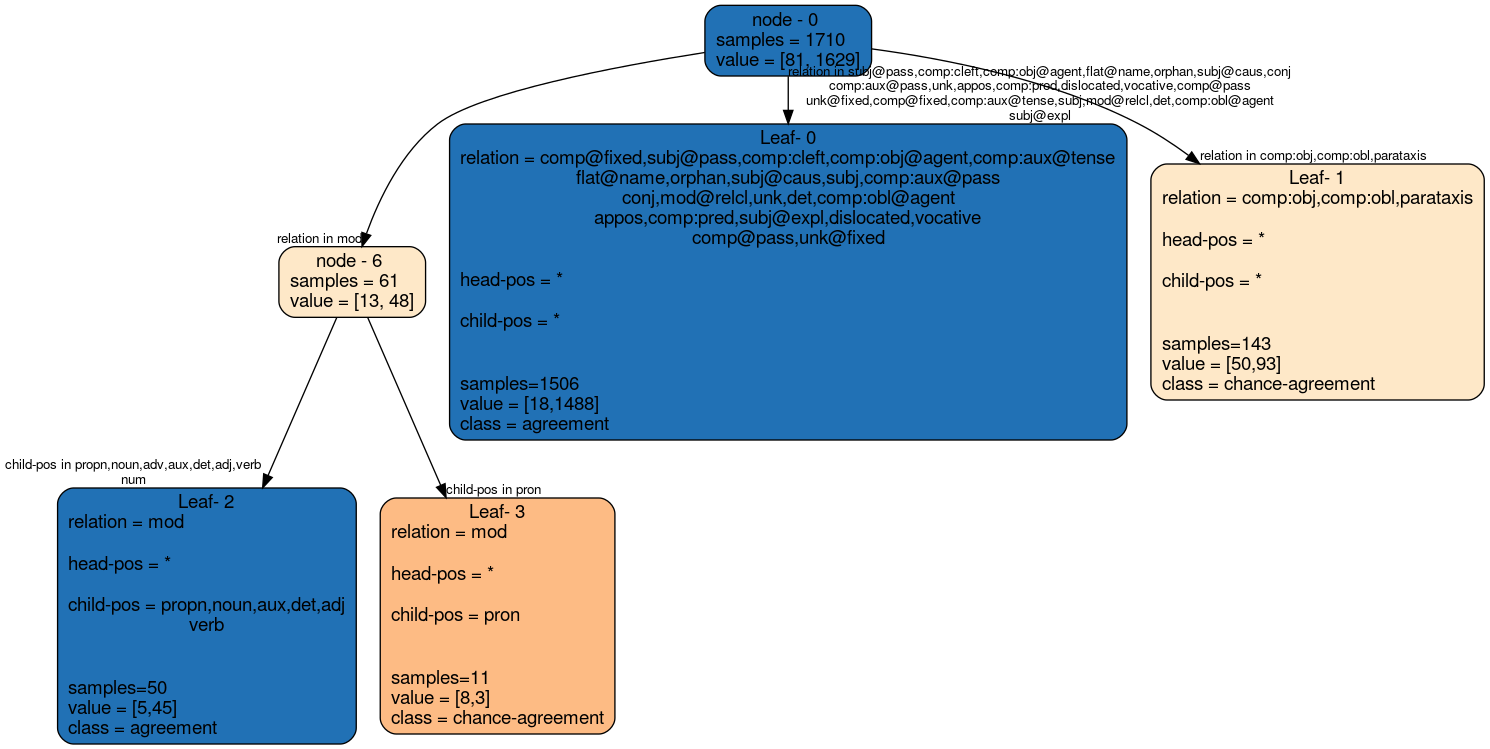 node - 0
samples = 1710
value = [81, 1629]
relation in subj@pass,comp:cleft,comp:obj@agent,flat@name,orphan,subj@caus,conj
comp:aux@pass,unk,appos,comp:pred,dislocated,vocative,comp@pass
unk@fixed,comp@fixed,comp:aux@tense,subj,mod@relcl,det,comp:obl@agent
subj@expl
Leaf- 0
relation = comp@fixed,subj@pass,comp:cleft,comp:obj@agent,comp:aux@tense
flat@name,orphan,subj@caus,subj,comp:aux@pass
conj,mod@relcl,unk,det,comp:obl@agent
appos,comp:pred,subj@expl,dislocated,vocative
comp@pass,unk@fixed
head-pos = *
child-pos = *
samples=1506
value = [18,1488]
class = agreement
relation in comp:obj,comp:obl,parataxis
Leaf- 1
relation = comp:obj,comp:obl,parataxis
head-pos = *
child-pos = *
samples=143
value = [50,93]
class = chance-agreement
relation in mod
node - 6
samples = 61
value = [13, 48]
child-pos in propn,noun,adv,aux,det,adj,verb
num
Leaf- 2
relation = mod
head-pos = *
child-pos = propn,noun,aux,det,adj
verb
samples=50
value = [5,45]
class = agreement
child-pos in pron
Leaf- 3
relation = mod
head-pos = *
child-pos = pron
samples=11
value = [8,3]
class = chance-agreement